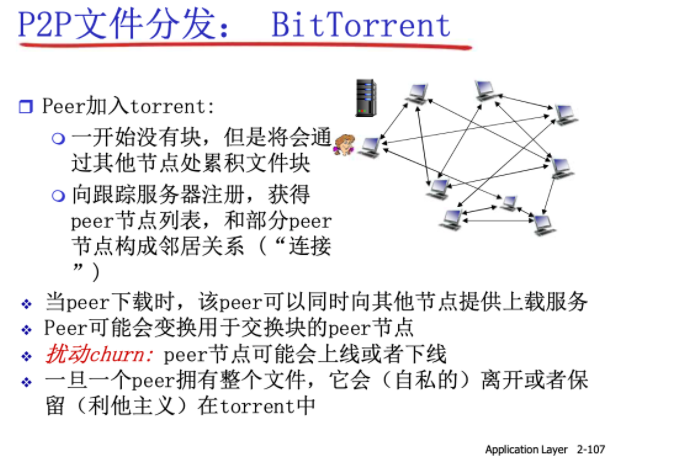 P2P文件分发： BitTorrent
Peer加入torrent:
一开始没有块，但是将会通
过其他节点处累积文件块
向跟踪服务器注册，获得
peer节点列表，和部分peer
节点构成邻居关系 (“连接
”)
当peer下载时，该peer可以同时向其他节点提供上载服务
Peer可能会变换用于交换块的peer节点
扰动churn: peer节点可能会上线或者下线
一旦一个peer拥有整个文件，它会（自私的）离开或者保
留（利他主义）在torrent中
Application Layer 2-107